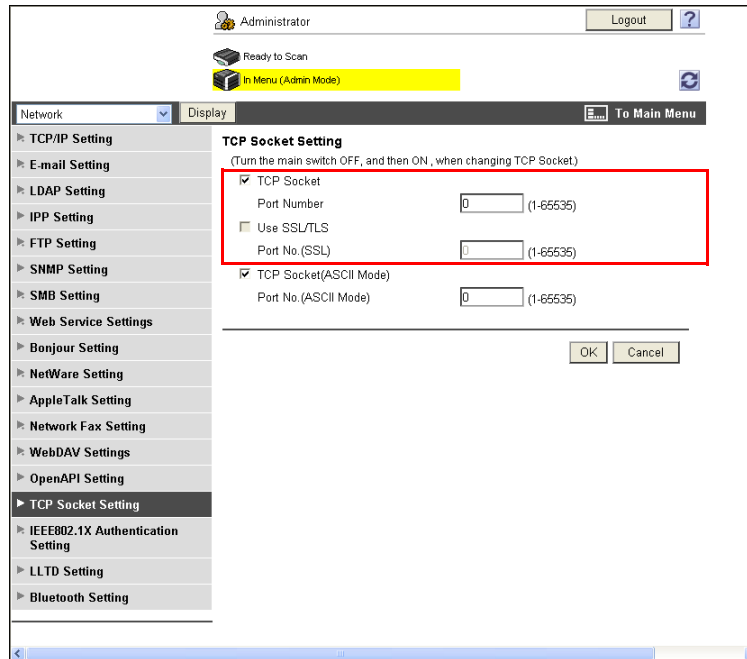 Administrator
Logout
?
Ready to Scan
In Menu (Admin Mode)
Network
Display
To Main Menu
TCP/IP Setting
E-mail Setting
LDAP Setting
IPP Setting
FTP Setting
SNMP Setting
SMB Setting
Web Service Settings
Bonjour Setting
NetWare Setting
AppleTalk Setting
Network Fax Setting
WebDAV Settings
OpenAPI Setting
TCP Socket Setting
IEEE802.1X Authentication
Setting
LLTD Setting
Bluetooth Setting
TCP Socket Setting
(Turn the main switch OFF, and then ON , when changing TCP Socket.)
TCP Socket
Port Number 0 (1-65535)
Use SSL/TLS
Port No.(SSL) 0 (1-65535)
TCP Socket(ASCII Mode)
Port No.(ASCII Mode) 0 (1-65535)
OK Cancel